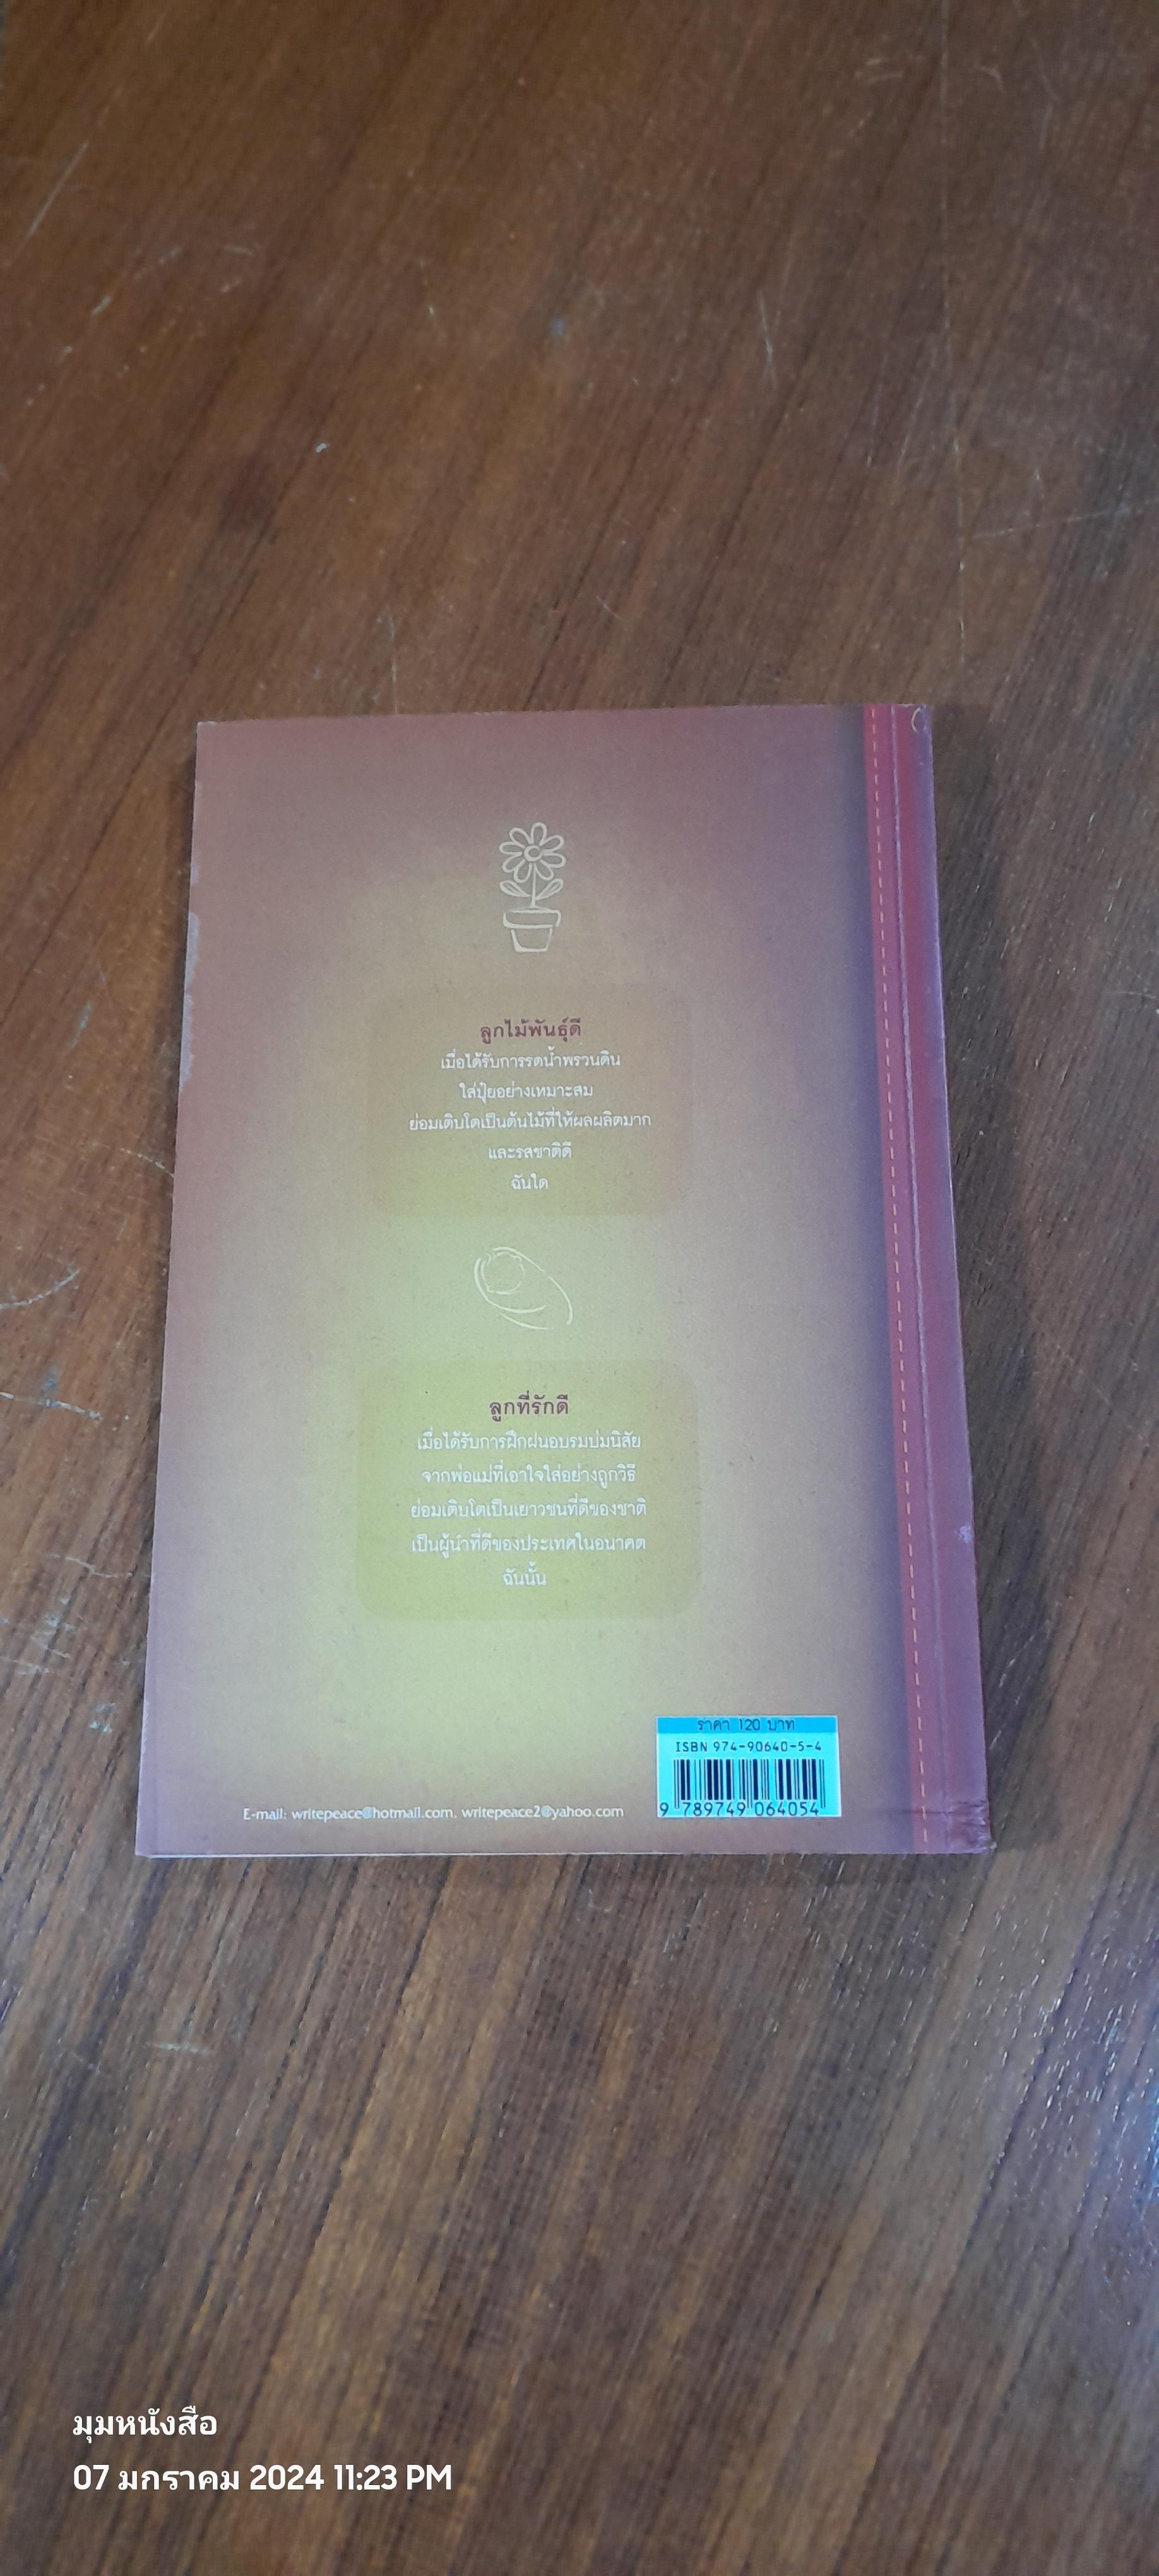 ลูกไม้พันธุ์ดี
เมื่อได้รับการรดน้ำพรวนดิน
ใส่ปุ๋ยอย่างเหมาะสม
ย่อมเติบโตเป็นต้นไม้ที่ให้ผลผลิตมาก
และรสชาติดี
ฉันใด
ลูกที่รักดี
เมื่อได้รับการฝึกฝนอบรมบ่มนิสัย
จากพ่อแม่ที่เอาใจใส่อย่างถูกวิธี
ย่อมเติบโตเป็นเยาวชนที่ดีของชาติ
เป็นผู้นำที่ดีของประเทศในอนาคต
ฉันนั้น
ราคา 120 บาท
ISBN 974-90640-5-4
9 789749 064054
E-mail: writepeace@hotmail.com, writepeace2@yahoo.com
มุมหนังสือ
07 มกราคม 2024 11:23 PM